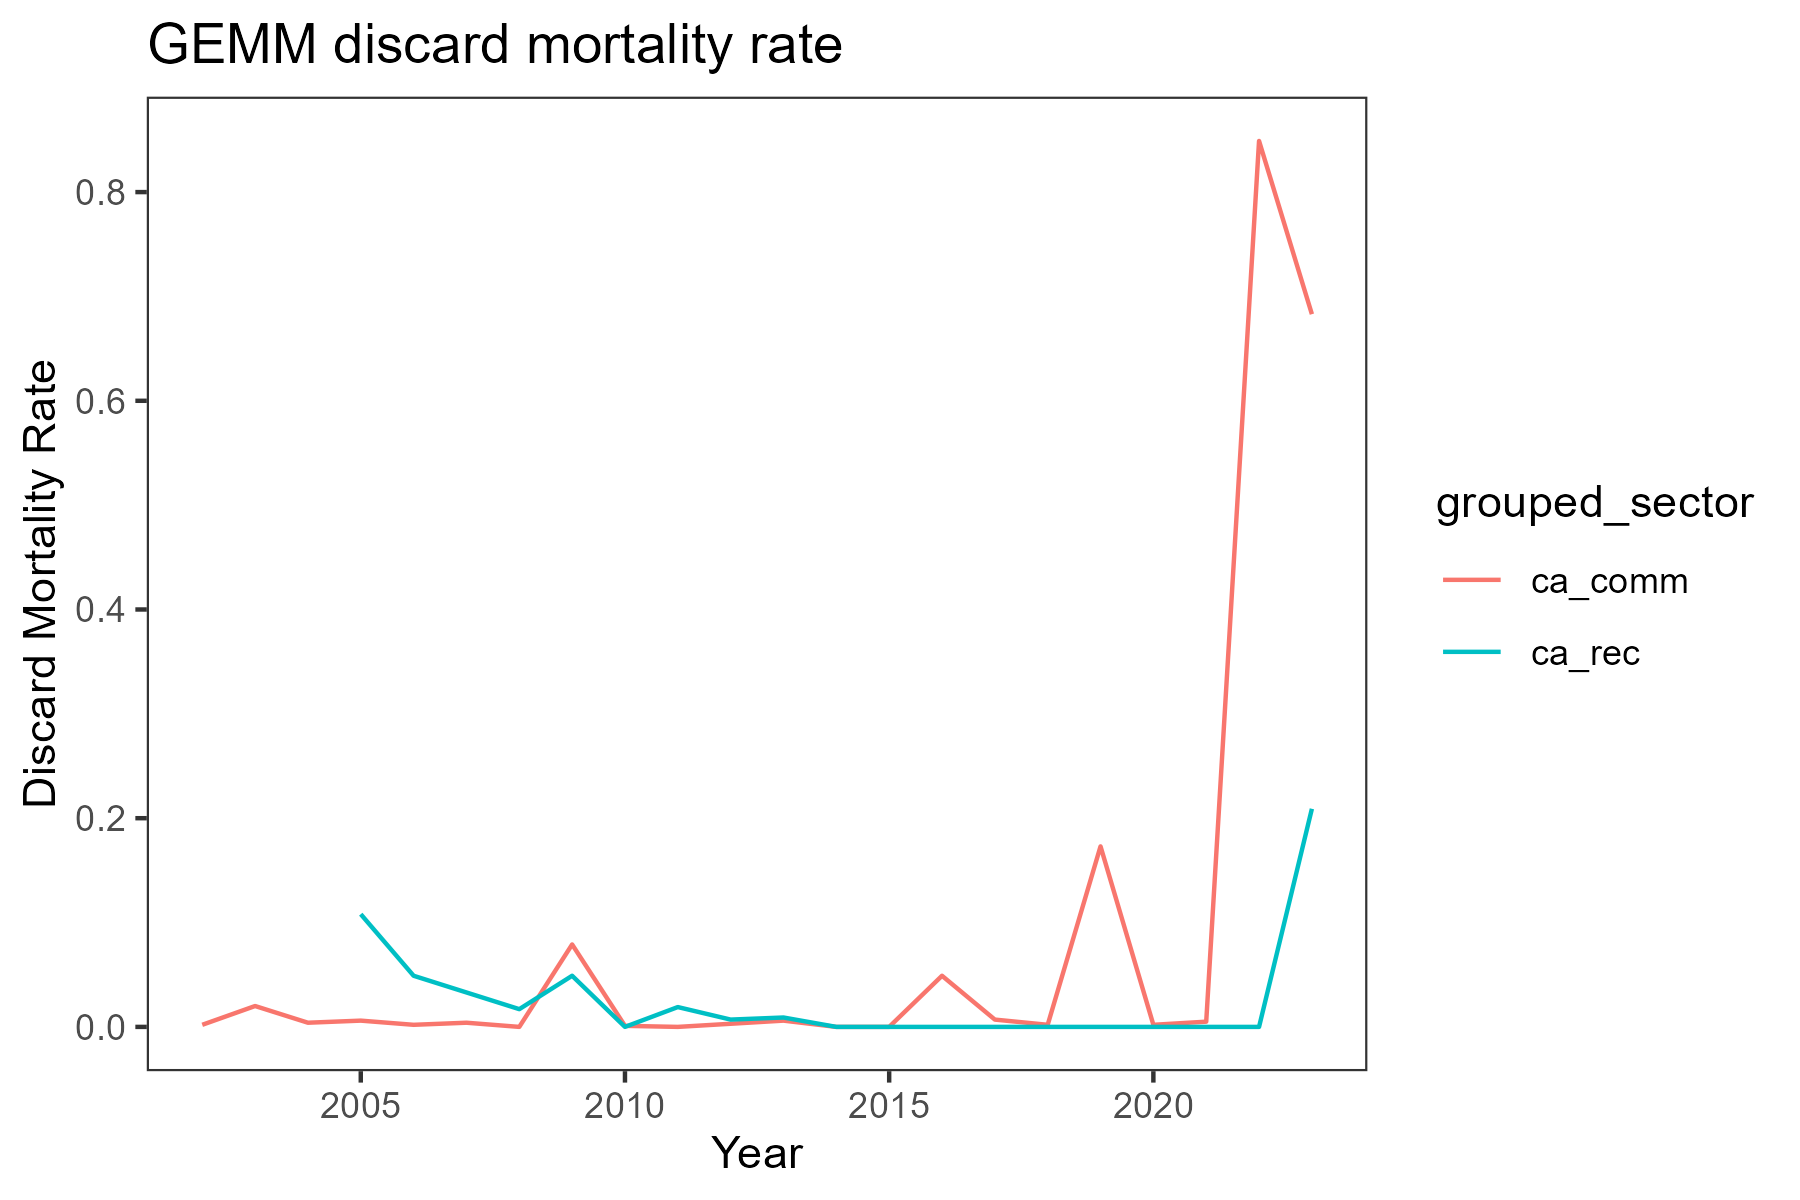 GEMM discard mortality rate
Discard Mortality Rate
0.8
0.6
0.4
0.2
0.0
2005 2010 2015 2020
Year
grouped_sector
ca_comm
ca_rec